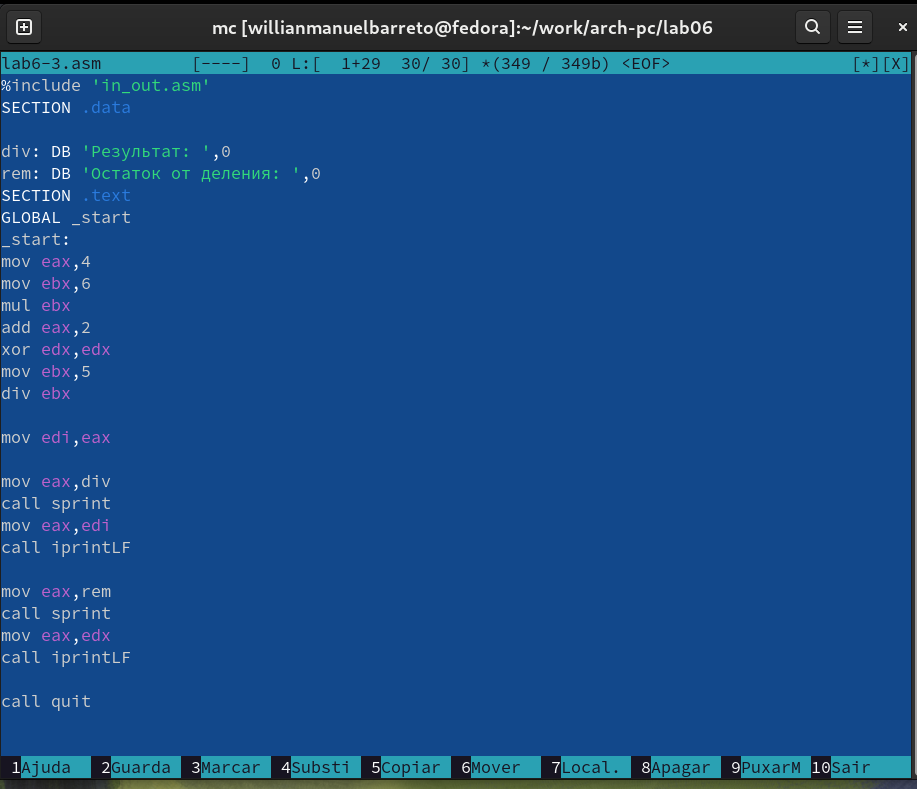 mc [willianmanuelbarreto@fedora]:~/work/arch-pc/lab06
lab6-3.asm [----] 0 L:[ 1+29 30/ 30] *(349 / 349b) <EOF> [*][X]
%include 'in_out.asm'
SECTION .data
div: DB 'Результат: ',0
rem: DB 'Остаток от деления: ',0
SECTION .text
GLOBAL _start
_start:
mov eax,4
mov ebx,6
mul ebx
add eax,2
xor edx,edx
mov ebx,5
div ebx
mov edi,eax
mov eax,div
call sprint
mov eax,edi
call iprintLF
mov eax,rem
call sprint
mov eax,edx
call iprintLF
call quit
1Ajuda 2Guarda 3Marcar 4Substi 5Copiar 6Mover 7Local. 8Apagar 9PuxarM 10Sair